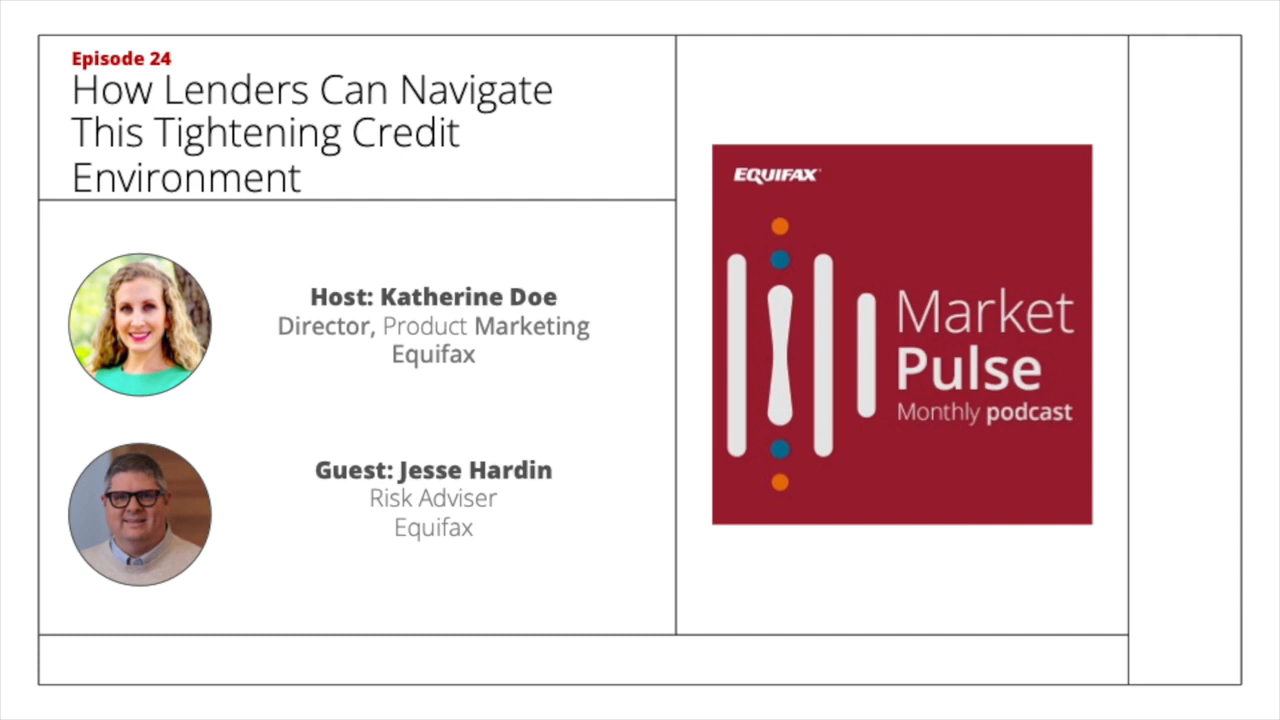 Episode 24
How Lenders Can Navigate
This Tightening Credit
Environment
Host: Katherine Doe
Director, Product Marketing
Equifax
Guest: Jesse Hardin
Risk Adviser
Equifax
EQUIFAX
Market
Pulse
Monthly podcast